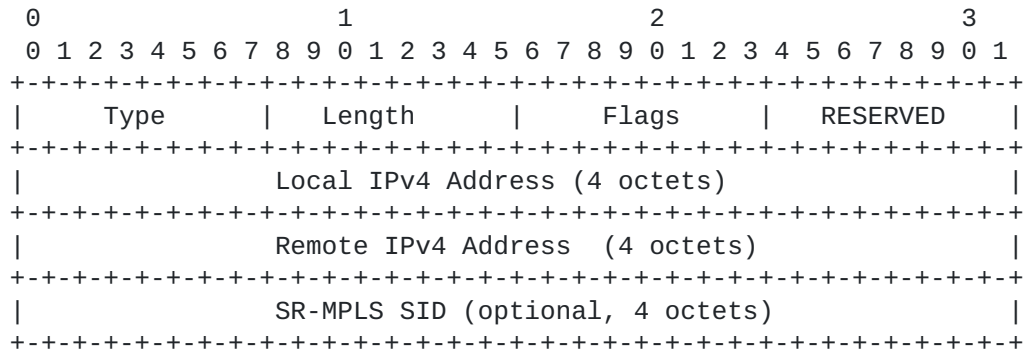 0                   1                   2                   3
 0 1 2 3 4 5 6 7 8 9 0 1 2 3 4 5 6 7 8 9 0 1 2 3 4 5 6 7 8 9 0 1
+-+-+-+-+-+-+-+-+-+-+-+-+-+-+-+-+-+-+-+-+-+-+-+-+-+-+-+-+-+-+-+-+
|     Type      |   Length      |     Flags     |   RESERVED    |
+-+-+-+-+-+-+-+-+-+-+-+-+-+-+-+-+-+-+-+-+-+-+-+-+-+-+-+-+-+-+-+-+
|                Local IPv4 Address (4 octets)                  |
+-+-+-+-+-+-+-+-+-+-+-+-+-+-+-+-+-+-+-+-+-+-+-+-+-+-+-+-+-+-+-+-+
|                Remote IPv4 Address  (4 octets)                |
+-+-+-+-+-+-+-+-+-+-+-+-+-+-+-+-+-+-+-+-+-+-+-+-+-+-+-+-+-+-+-+-+
|                SR-MPLS SID (optional, 4 octets)               |
+-+-+-+-+-+-+-+-+-+-+-+-+-+-+-+-+-+-+-+-+-+-+-+-+-+-+-+-+-+-+-+-+